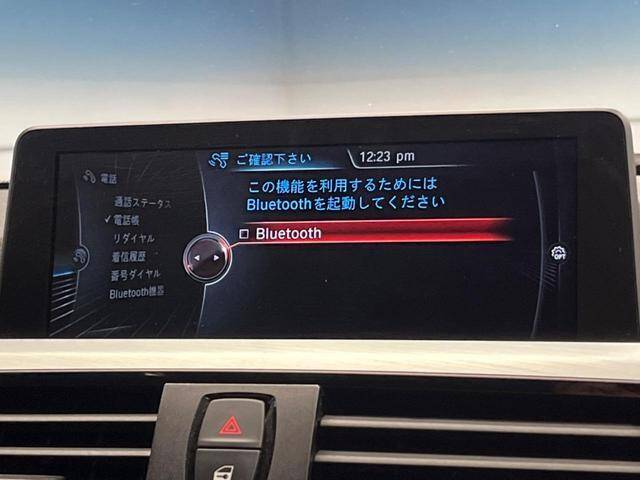 ご確認下さい
12:23 pm
電話
通話ステータス
電話帳
リダイヤル
着信履歴
番号ダイヤル
Bluetooth機器
この機能を利用するためには
Bluetoothを起動してください
Bluetooth
OPT